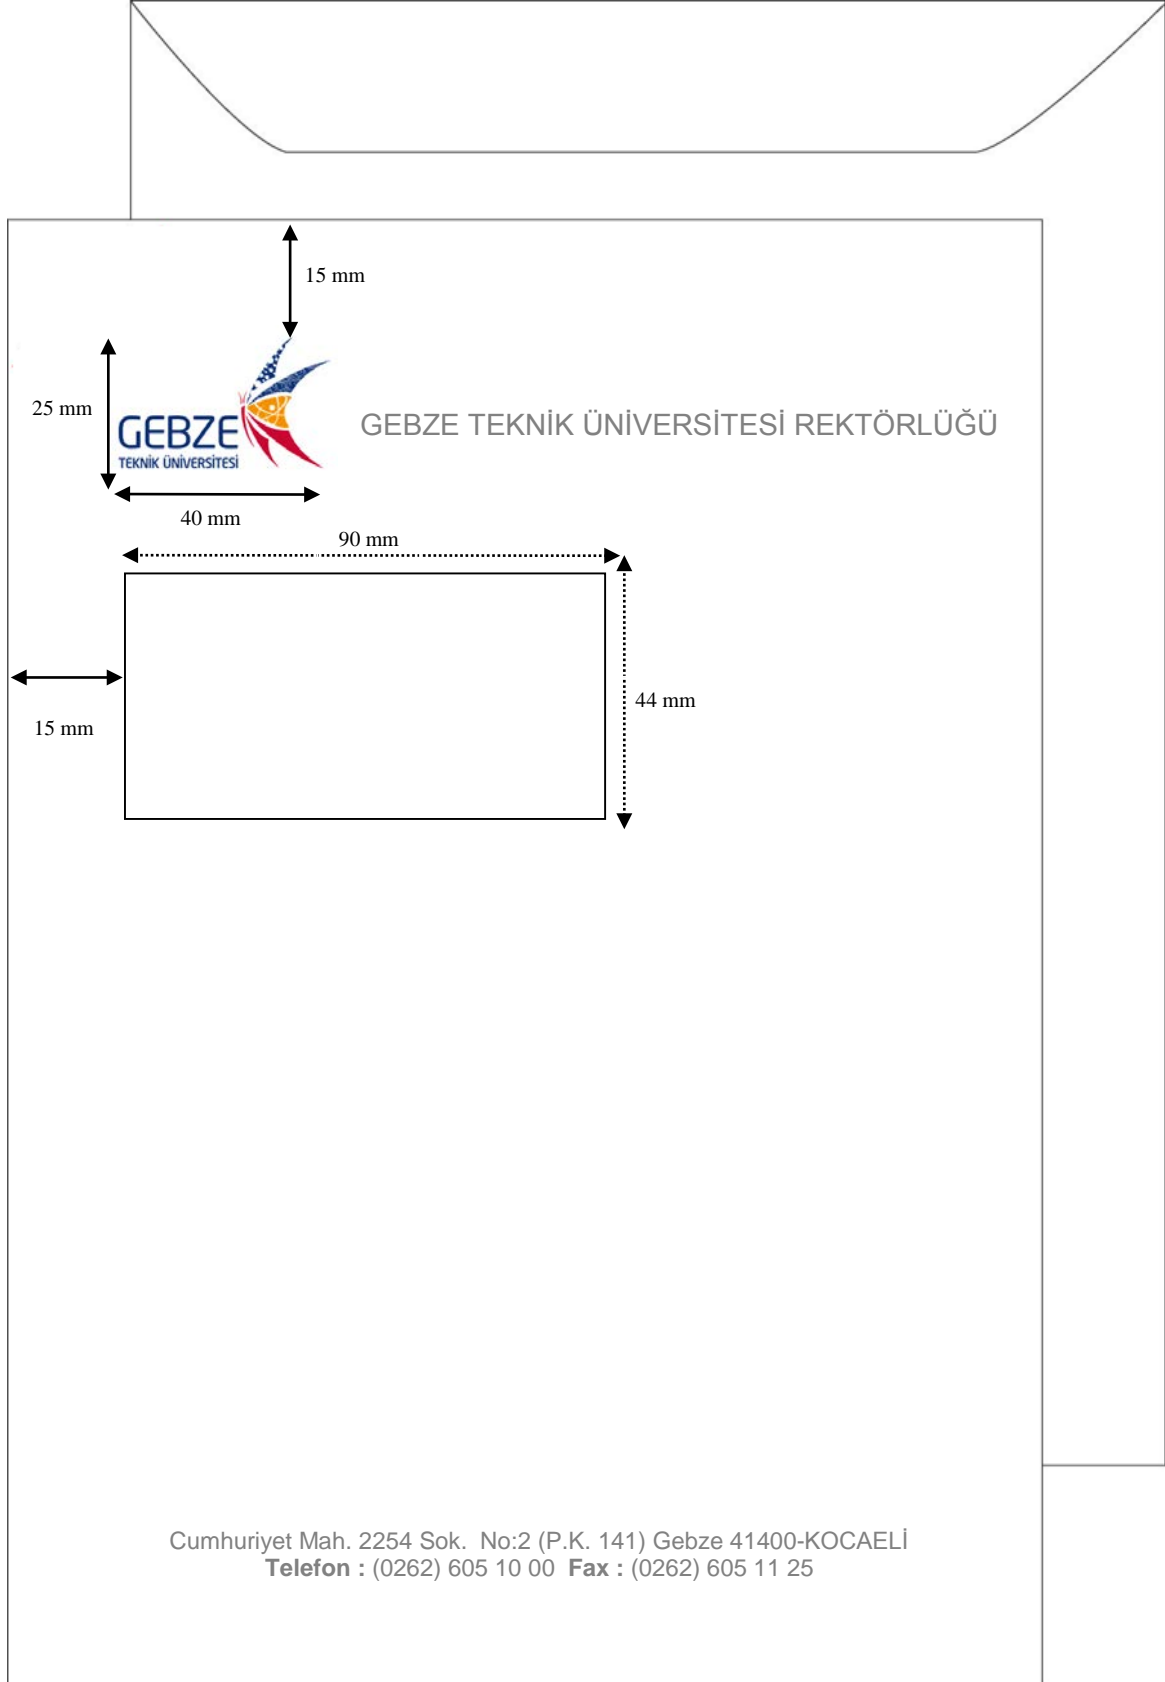 15 mm
25 mm
GEBZE
TEKNİK ÜNİVERSİTESİ
GEBZE TEKNİK ÜNİVERSİTESİ REKTÖRLÜĞÜ
40 mm
90 mm
44 mm
15 mm
Cumhuriyet Mah. 2254 Sok.  No:2 (P.K. 141) Gebze 41400-KOCAELİ
Telefon : (0262) 605 10 00  Fax : (0262) 605 11 25